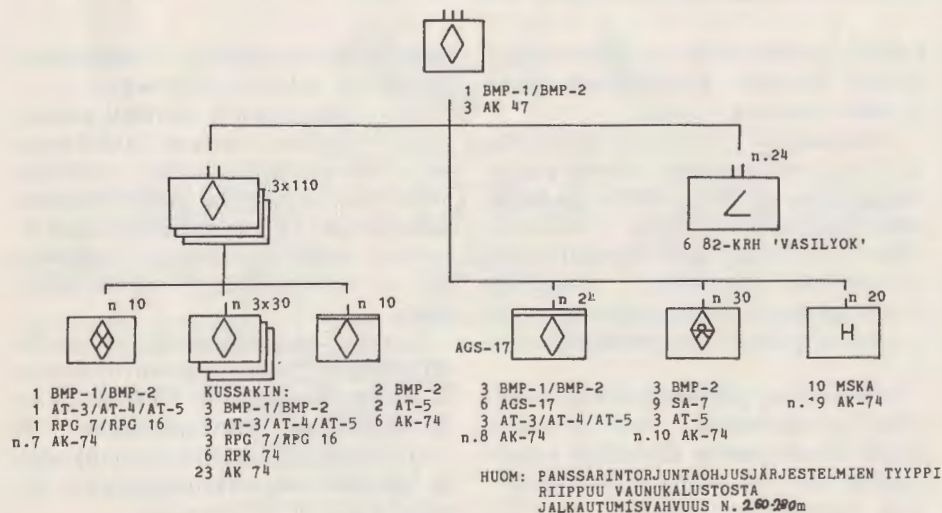 1 BMP-1/BMP-2
3 AK 47
3x110
n.24
6 82-KRH 'VASILYOK'
n 10
n 3x30
n 10
1 BMP-1/BMP-2
1 AT-3/AT-4/AT-5
1 RPG 7/RPG 16
n.7 AK-74
KUSSAKIN:
3 BMP-1/BMP-2
3 AT-3/AT-4/AT-5
3 RPG 7/RPG 16
6 RPK 74
23 AK 74
2 BMP-2
2 AT-5
6 AK-74
AGS-17
n 30
n 20
H
3 BMP-1/BMP-2
6 AGS-17
3 AT-3/AT-4/AT-5
n.8 AK-74
3 BMP-2
9 SA-7
3 AT-5
n.10 AK-74
10 MSKA
AK-74
HUOM: PANSSARINTORJUNTAOHJUSJÄRJESTELMIEN TYYPPI
RIIPPUU VAUNUKALUSTOSTA
JALKAUTUMISVAHVUUS N. 260-280m